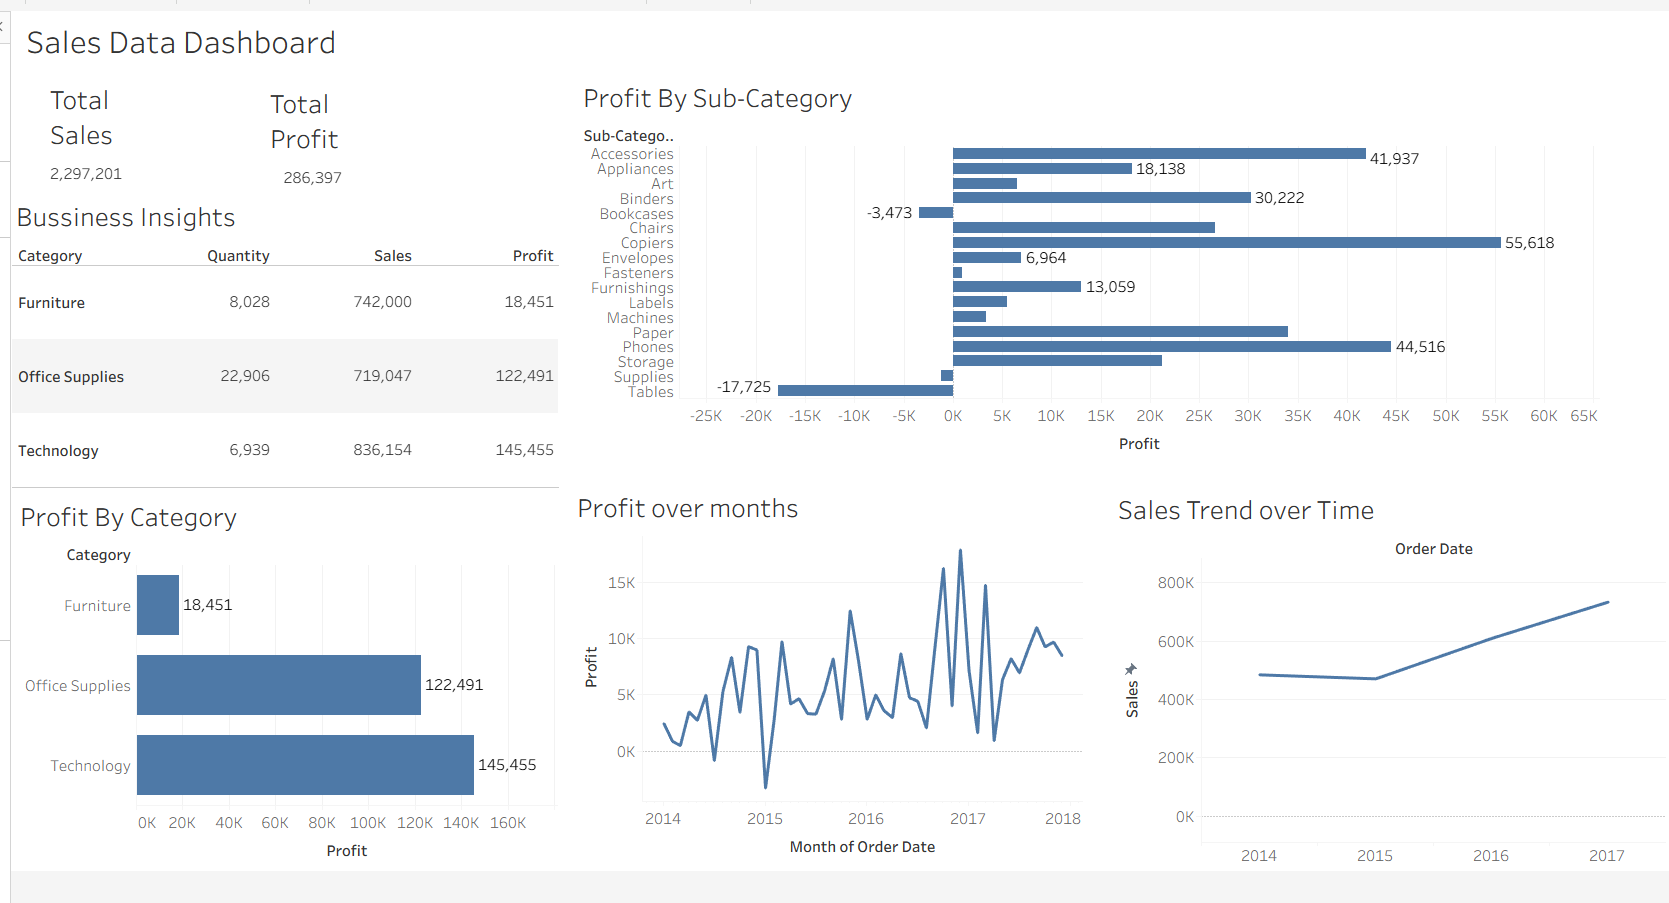 Sales Data Dashboard
Total
Sales
2,297,201
Total
Profit
286,397
Bussiness Insights
Category Quantity Sales Profit
Furniture 8,028 742,000 18,451
Office Supplies 22,906 719,047 122,491
Technology 6,939 836,154 145,455
Profit By Sub-Category
Sub-Catego..
Accessories 41,937
Appliances 18,138
Art
Binders 30,222
Bookcases -3,473
Chairs
Copiers 55,618
Envelopes 6,964
Fasteners
Furnishings 13,059
Labels
Machines
Paper
Phones 44,516
Storage
Supplies
Tables -17,725
-25K -20K -15K -10K -5K 0K 5K 10K 15K 20K 25K 30K 35K 40K 45K 50K 55K 60K 65K
Profit
Profit By Category
Category
Furniture 18,451
Office Supplies 122,491
Technology 145,455
0K 20K 40K 60K 80K 100K 120K 140K 160K
Profit
Profit over months
Profit
15K
10K
5K
0K
2014 2015 2016 2017 2018
Month of Order Date
Sales Trend over Time
Order Date
Sales
800K
600K
400K
200K
0K
2014 2015 2016 2017